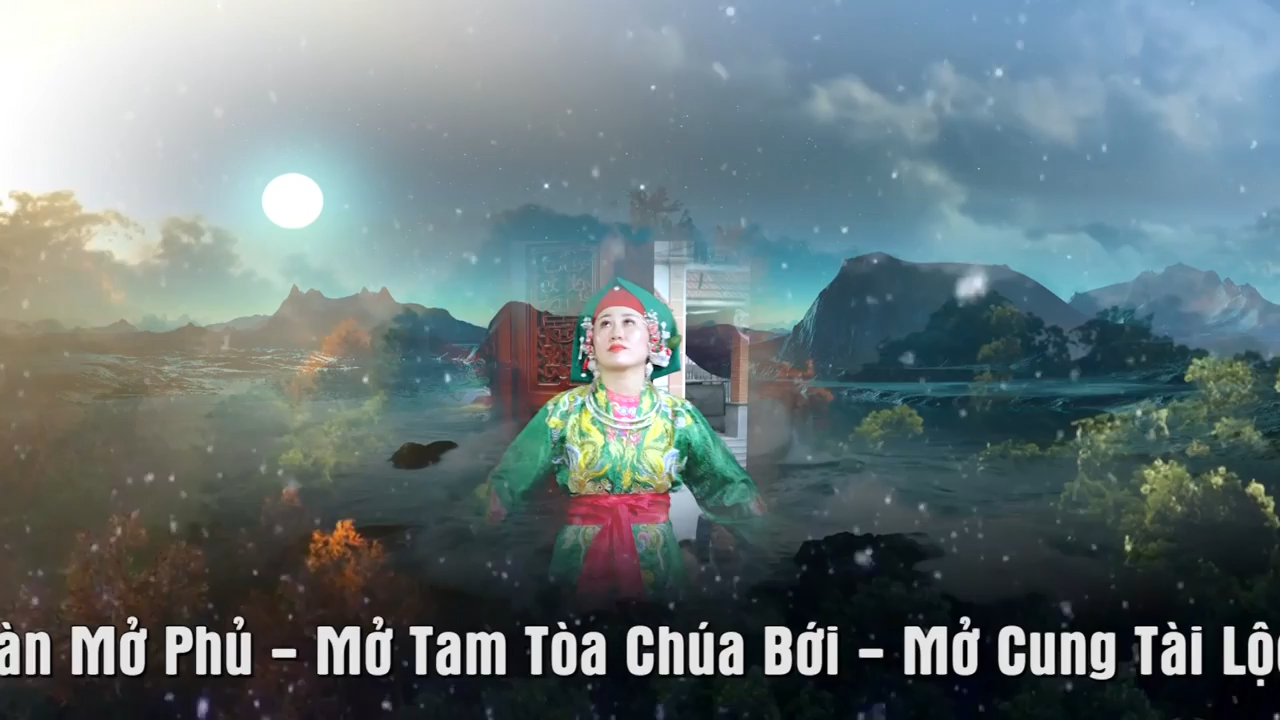 àn Mở Phủ – Mở Tam Tòa Chúa Bới – Mở Cung Tài Lộ